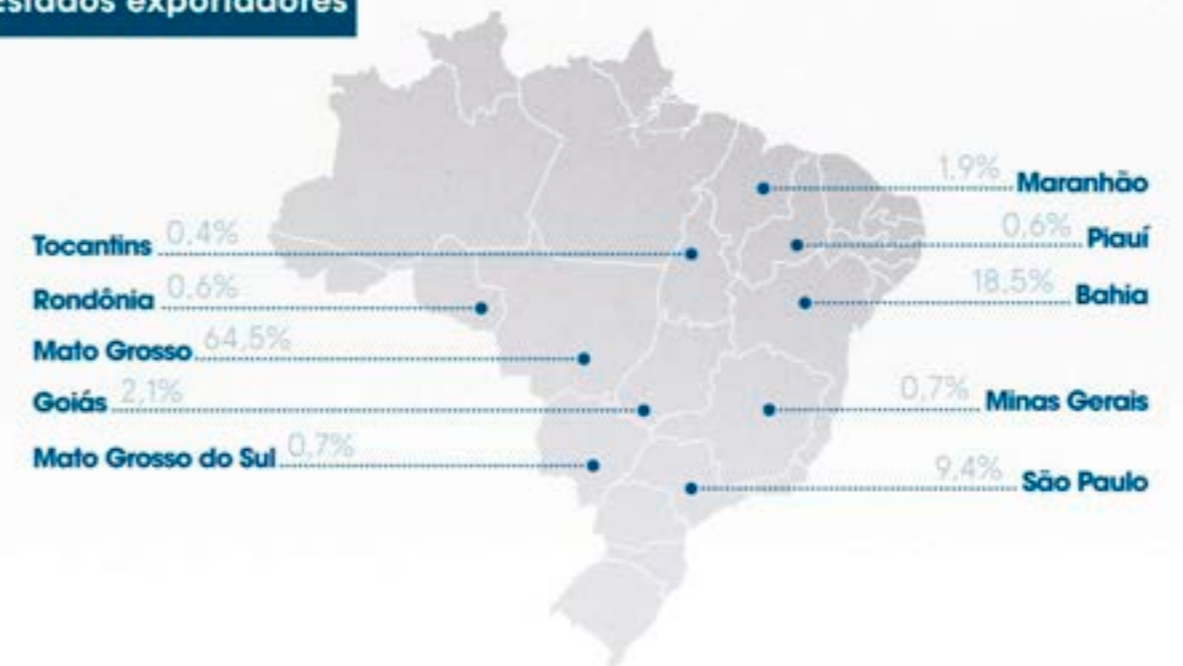 Estados exportadores
1,9% Maranhão
0,6% Piauí
18,5% Bahia
0,7% Minas Gerais
9,4% São Paulo
Tocantins 0,4%
Rondônia 0,6%
Mato Grosso 64,5%
Goiás 2,1%
Mato Grosso do Sul 0,7%